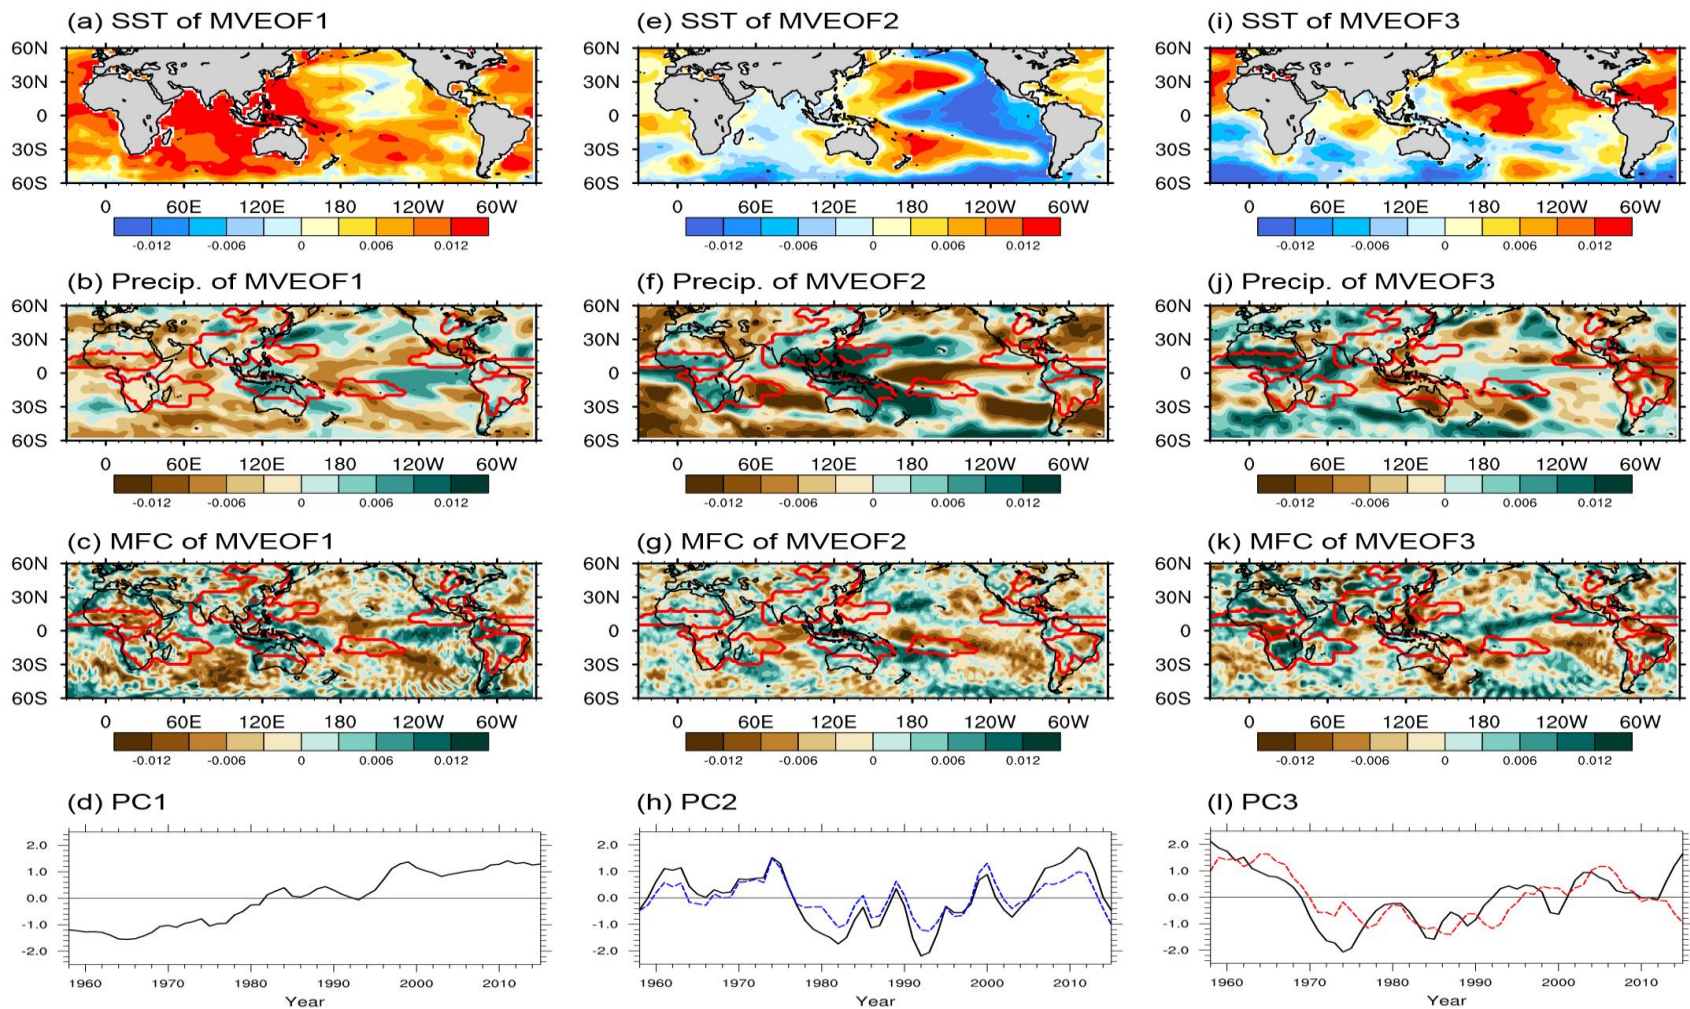 (a) SST of MVEOF1
60N
30N
0
30S
60S
0 60E 120E 180 120W 60W
-0.012 -0.006 0 0.006 0.012
(e) SST of MVEOF2
60N
30N
0
30S
60S
0 60E 120E 180 120W 60W
-0.012 -0.006 0 0.006 0.012
(i) SST of MVEOF3
60N
30N
0
30S
60S
0 60E 120E 180 120W 60W
-0.012 -0.006 0 0.006 0.012
(b) Precip. of MVEOF1
60N
30N
0
30S
60S
0 60E 120E 180 120W 60W
-0.012 -0.006 0 0.006 0.012
(f) Precip. of MVEOF2
60N
30N
0
30S
60S
0 60E 120E 180 120W 60W
-0.012 -0.006 0 0.006 0.012
(j) Precip. of MVEOF3
60N
30N
0
30S
60S
0 60E 120E 180 120W 60W
-0.012 -0.006 0 0.006 0.012
(c) MFC of MVEOF1
60N
30N
0
30S
60S
0 60E 120E 180 120W 60W
-0.012 -0.006 0 0.006 0.012
(g) MFC of MVEOF2
60N
30N
0
30S
60S
0 60E 120E 180 120W 60W
-0.012 -0.006 0 0.006 0.012
(k) MFC of MVEOF3
60N
30N
0
30S
60S
0 60E 120E 180 120W 60W
-0.012 -0.006 0 0.006 0.012
(d) PC1
2.0
1.0
0.0
-1.0
-2.0
1960 1970 1980 1990 2000 2010
Year
(h) PC2
2.0
1.0
0.0
-1.0
-2.0
1960 1970 1980 1990 2000 2010
Year
(l) PC3
2.0
1.0
0.0
-1.0
-2.0
1960 1970 1980 1990 2000 2010
Year